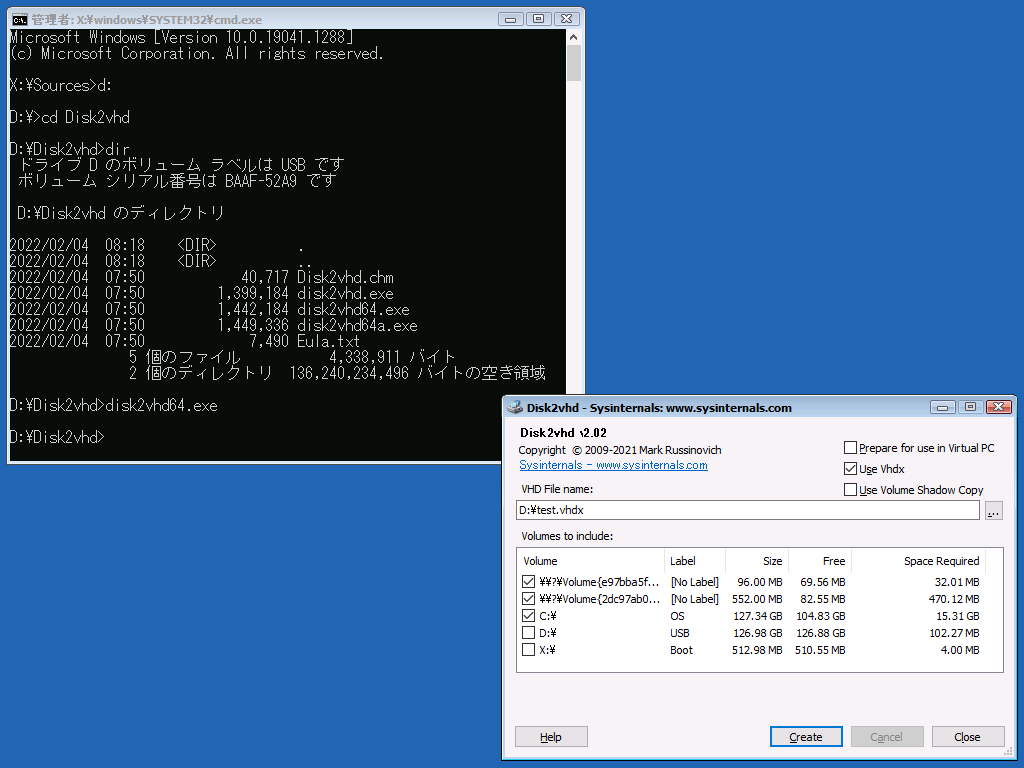 管理者: X:¥windows¥SYSTEM32¥cmd.exe
Microsoft Windows [Version 10.0.19041.1288]
(c) Microsoft Corporation. All rights reserved.
X:¥Sources>d:
D:¥>cd Disk2vhd
D:¥Disk2vhd>dir
ドライブ D のボリューム ラベルは USB です
ボリューム シリアル番号は BAAF-52A9 です
D:¥Disk2vhd のディレクトリ
2022/02/04 08:18 <DIR> .
2022/02/04 08:18 <DIR> ..
2022/02/04 07:50 40,717 Disk2vhd.chm
2022/02/04 07:50 1,399,184 disk2vhd.exe
2022/02/04 07:50 1,442,184 disk2vhd64.exe
2022/02/04 07:50 1,449,336 disk2vhd64a.exe
2022/02/04 07:50 7,490 Eula.txt
5 個のファイル 4,338,911 バイト
2 個のディレクトリ 136,240,234,496 バイトの空き領域
D:¥Disk2vhd>disk2vhd64.exe
D:¥Disk2vhd>
Disk2vhd - Sysinternals: www.sysinternals.com
Disk2vhd v2.02
Copyright © 2009-2021 Mark Russinovich
Sysinternals - www.sysinternals.com
Prepare for use in Virtual PC
Use Vhdx
Use Volume Shadow Copy
VHD File name:
D:¥test.vhdx
...
Volumes to include:
Volume Label Size Free Space Required
¥¥?¥Volume{e97bba5f... [No Label] 96.00 MB 69.56 MB 32.01 MB
¥¥?¥Volume{2dc97ab0... [No Label] 552.00 MB 82.55 MB 470.12 MB
C:¥ OS 127.34 GB 104.83 GB 15.31 GB
D:¥ USB 126.98 GB 126.88 GB 102.27 MB
X:¥ Boot 512.98 MB 510.55 MB 4.00 MB
Help Create Cancel Close